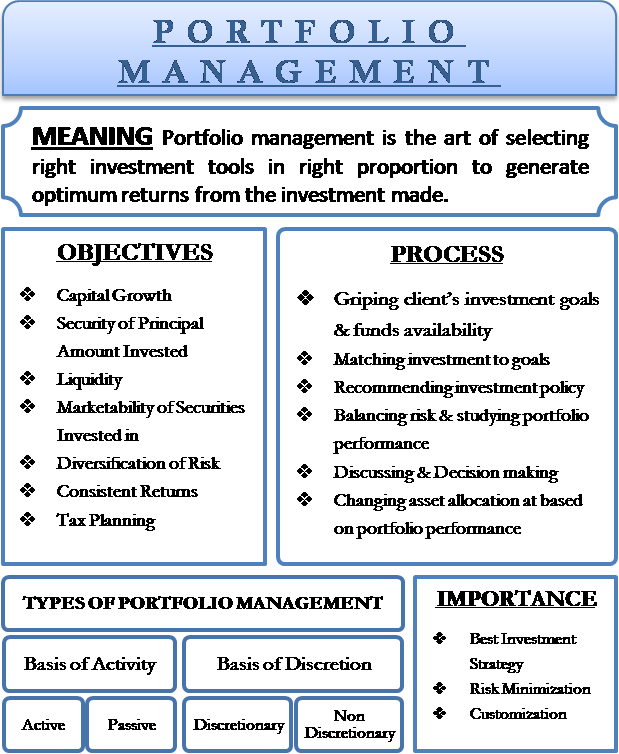 PORTFOLIO
MANAGEMENT
MEANING Portfolio management is the art of selecting
right investment tools in right proportion to generate
optimum returns from the investment made.
OBJECTIVES
❖ Capital Growth
❖ Security of Principal
Amount Invested
❖ Liquidity
❖ Marketability of Securities
Invested in
❖ Diversification of Risk
❖ Consistent Returns
❖ Tax Planning
PROCESS
❖ Griping client's investment goals
& funds availability
❖ Matching investment to goals
❖ Recommending investment policy
❖ Balancing risk & studying portfolio
performance
❖ Discussing & Decision making
❖ Changing asset allocation at based
on portfolio performance
TYPES OF PORTFOLIO MANAGEMENT
Basis of Activity
Basis of Discretion
Active
Passive
Discretionary
Non
Discretionary
IMPORTANCE
❖ Best Investment
Strategy
❖ Risk Minimization
❖ Customization